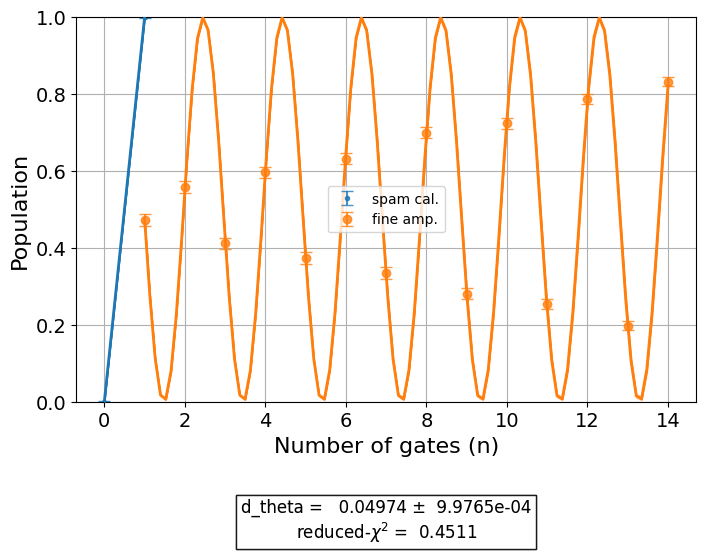 1.0
0.8
0.6
0.4
0.2
0.0
Population
spam cal.
fine amp.
0 2 4 6 8 10 12 14
Number of gates (n)
d_theta = 0.04974 ± 9.9765e-04
reduced-χ² = 0.4511